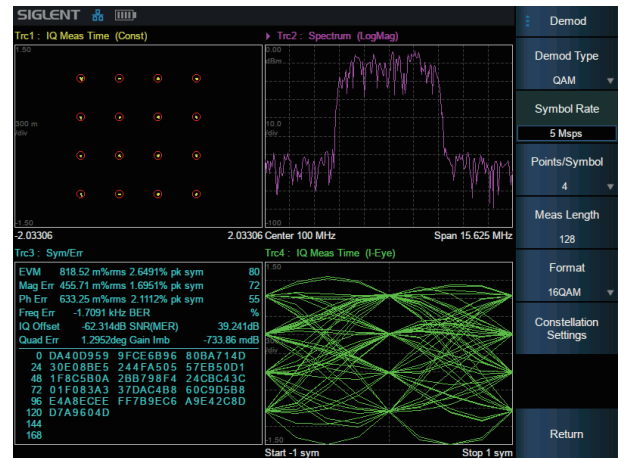 SIGLENT
Trc1 : IQ Meas Time (Const)
1.50
300 m
/div
-1.50
-2.03306 2.03306
Trc2 : Spectrum (LogMag)
0.00
dBm
10.0
/div
-100
Center 100 MHz Span 15.625 MHz
Trc3 : Sym/Err
EVM 818.52 m%rms 2.6491% pk sym 80
Mag Err 455.71 m%rms 1.6951% pk sym 72
Ph Err 633.25 m%rms 2.1112% pk sym 55
Freq Err -1.7091 kHz BER %
IQ Offset -62.314dB SNR(MER) 39.241dB
Quad Err 1.2952deg Gain Imb -733.86 mdB
0 DA40D959 9FCE6B96 80BA714D
24 30E08BE5 244FA505 57EB50D1
48 1F8C5B0A 2BB798F4 24CBC43C
72 01F083A3 37DAC4B8 60C9D5B8
96 E4A8ECEE FF7B9EC6 A9E42C8D
120 D7A9604D
144
168
Trc4 : IQ Meas Time (I-Eye)
1.50
300m
/div
-1.50
Start -1 sym Stop 1 sym
Demod
Demod Type
QAM
Symbol Rate
5 Msps
Points/Symbol
4
Meas Length
128
Format
16QAM
Constellation
Settings
Return